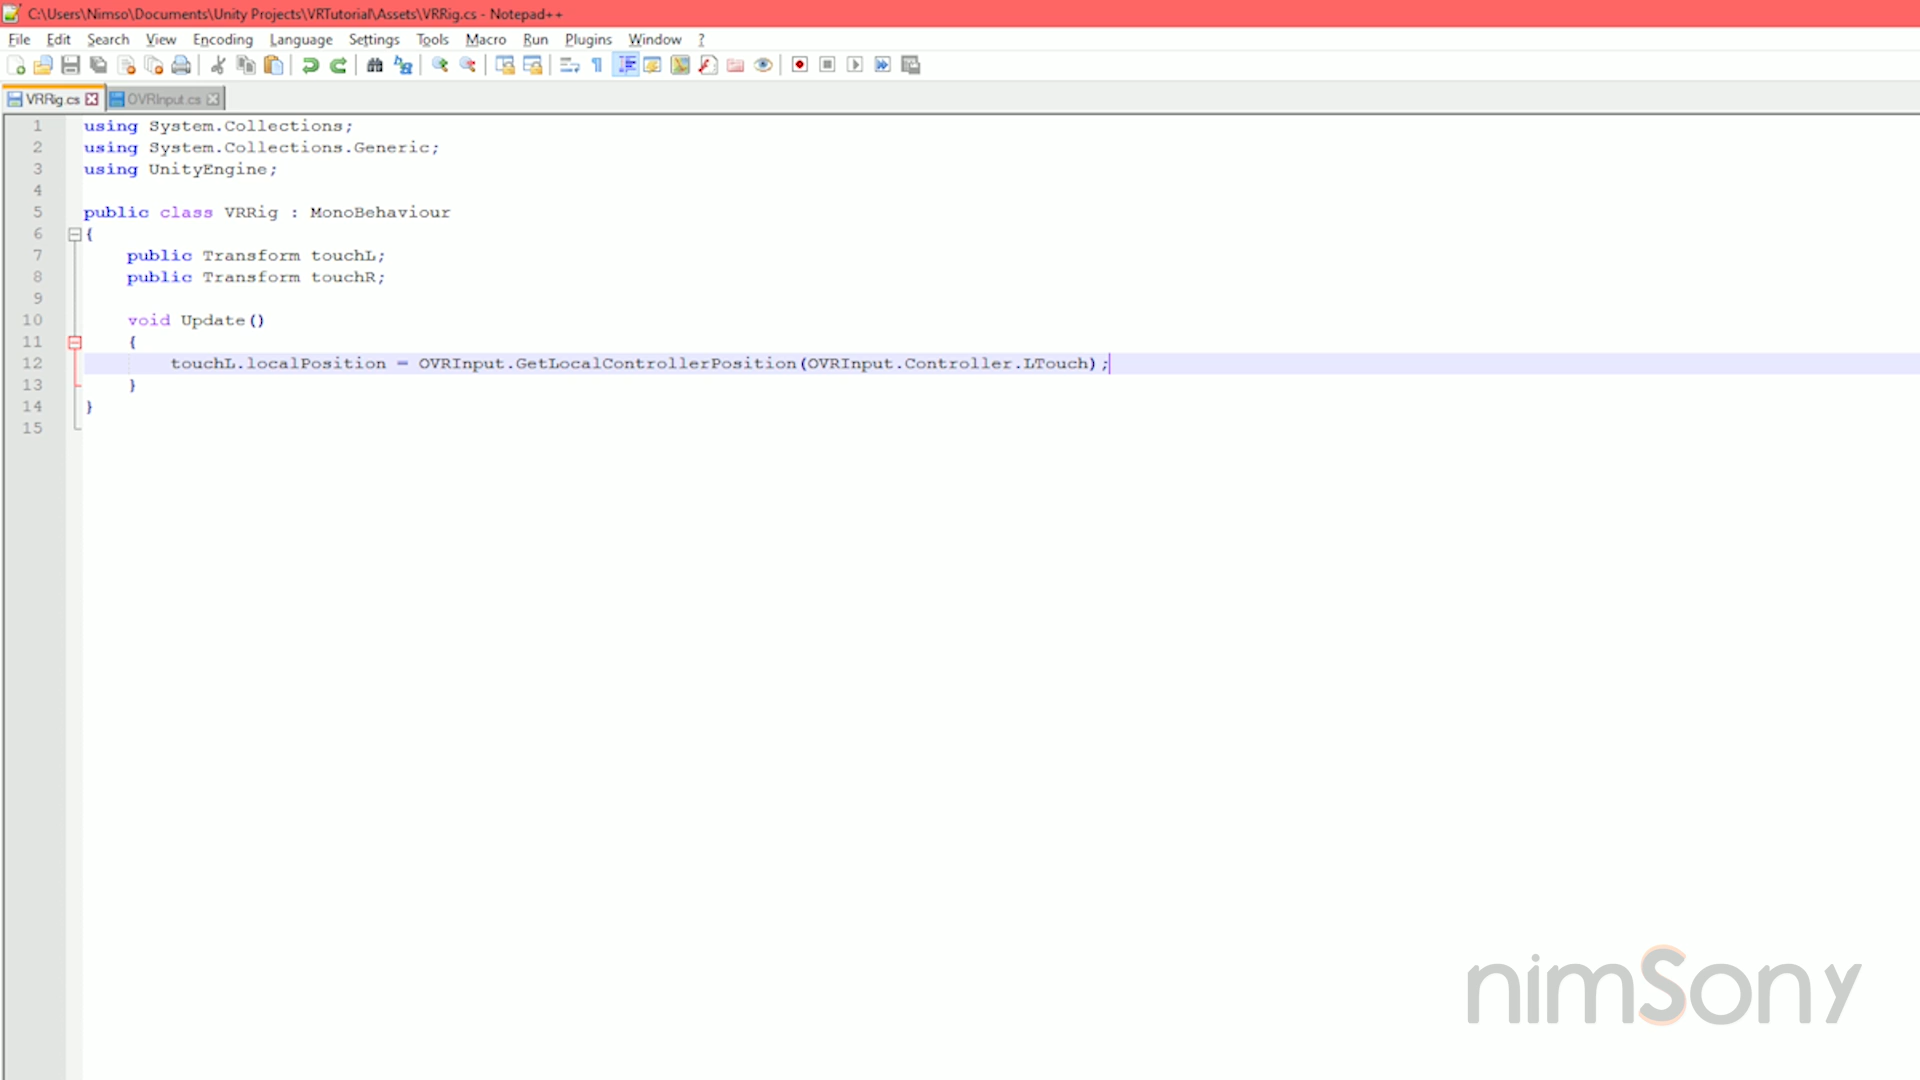 C:\Users\Nimso\Documents\Unity Projects\VRTutorial\Assets\VRRig.cs - Notepad++
File Edit Search View Encoding Language Settings Tools Macro Run Plugins Window ?
VRRig.cs OVRInput.cs
1 using System.Collections;
2 using System.Collections.Generic;
3 using UnityEngine;
4
5 public class VRRig : MonoBehaviour
6 {
7     public Transform touchL;
8     public Transform touchR;
9
10     void Update()
11     {
12         touchL.localPosition = OVRInput.GetLocalControllerPosition(OVRInput.Controller.LTouch);
13     }
14 }
15
nimSony